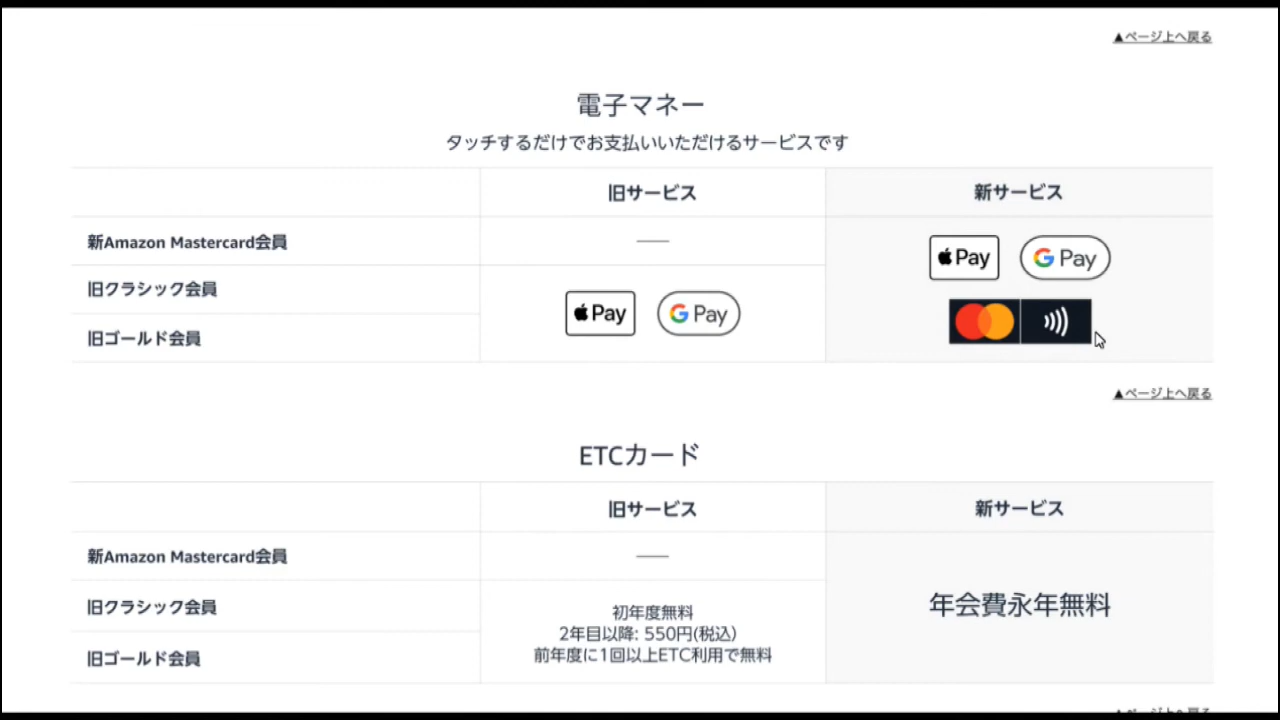 ▲ページ上へ戻る
電子マネー
タッチするだけでお支払いいただけるサービスです
旧サービス
新サービス
新Amazon Mastercard会員
旧クラシック会員
旧ゴールド会員
Pay
G Pay
Pay
G Pay
▲ページ上へ戻る
ETCカード
旧サービス
新サービス
新Amazon Mastercard会員
旧クラシック会員
旧ゴールド会員
初年度無料
2年目以降: 550円(税込)
前年度に1回以上ETC利用で無料
年会費永年無料